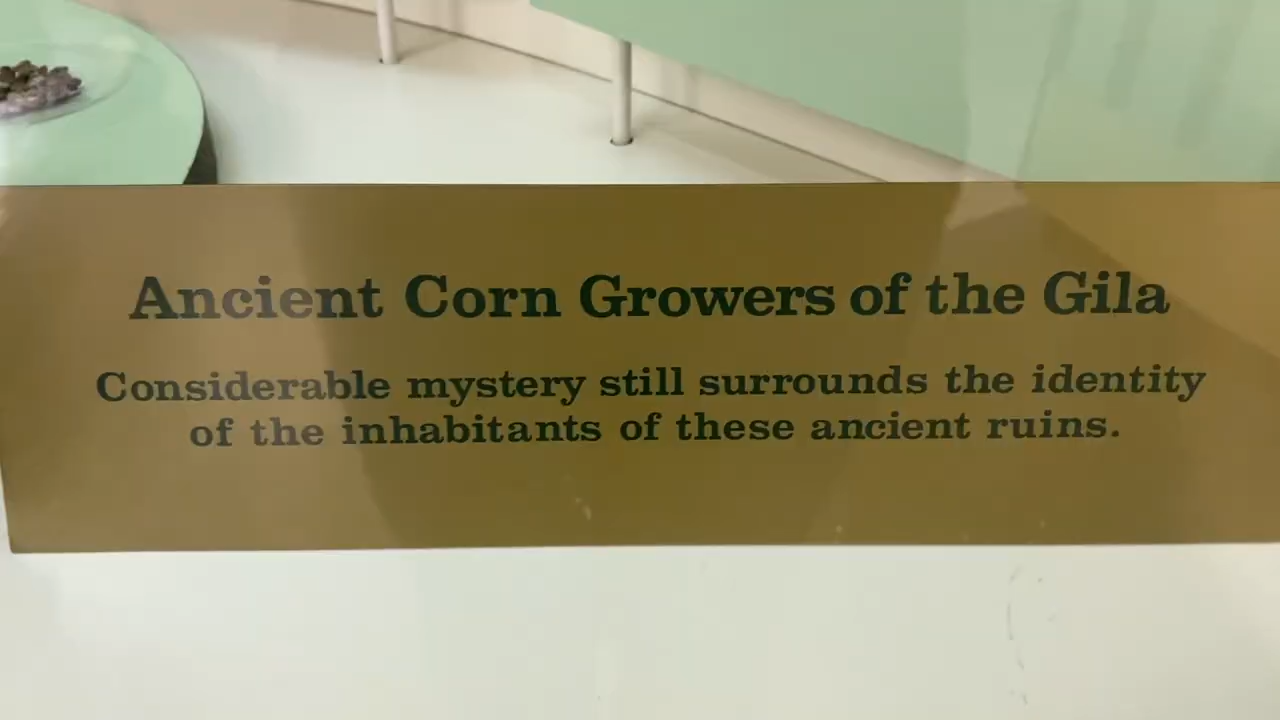 Ancient Corn Growers of the Gila
Considerable mystery still surrounds the identity
of the inhabitants of these ancient ruins.